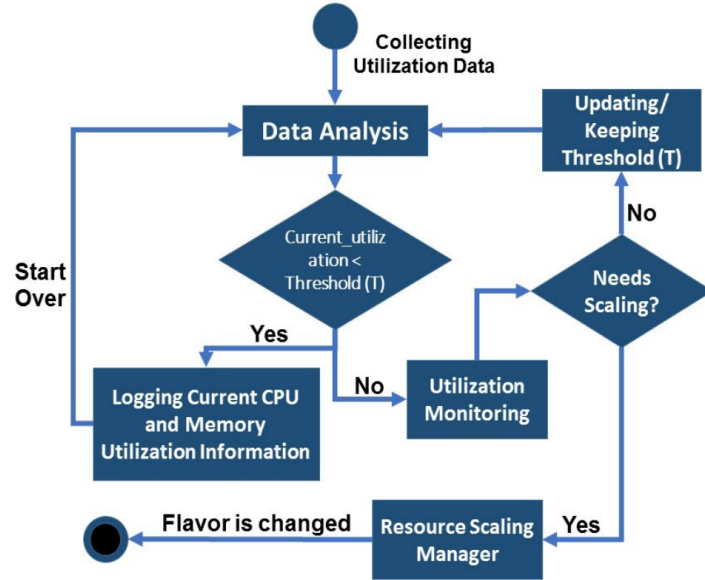 Collecting
Utilization Data
Data Analysis
Updating/
Keeping
Threshold (T)
No
Current_utiliz
ation <
Threshold (T)
Start
Over
Needs
Scaling?
Yes
No
Logging Current CPU
and Memory
Utilization Information
Utilization
Monitoring
Flavor is changed
Resource Scaling
Manager
Yes